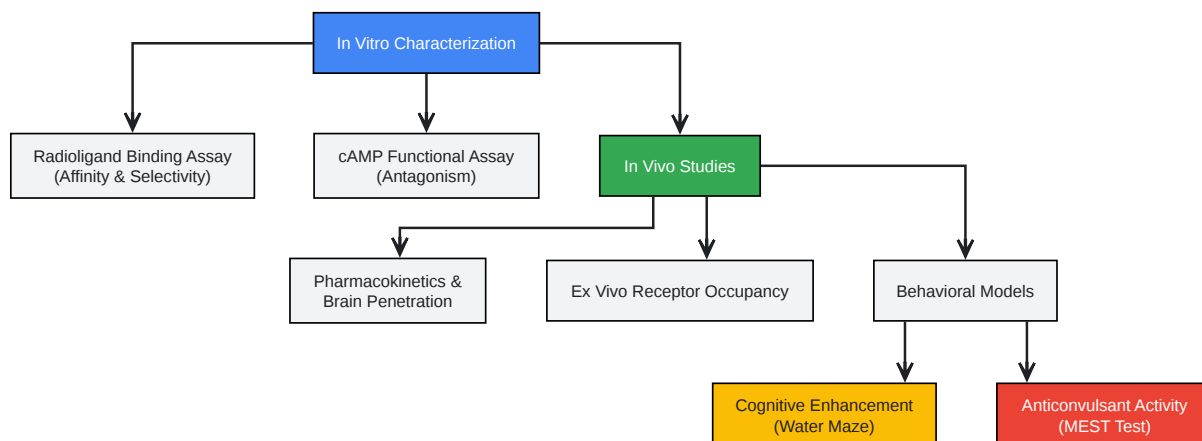 In Vitro Characterization
Radioligand Binding Assay
(Affinity & Selectivity)
cAMP Functional Assay
(Antagonism)
In Vivo Studies
Pharmacokinetics &
Brain Penetration
Ex Vivo Receptor Occupancy
Behavioral Models
Cognitive Enhancement
(Water Maze)
Anticonvulsant Activity
(MEST Test)